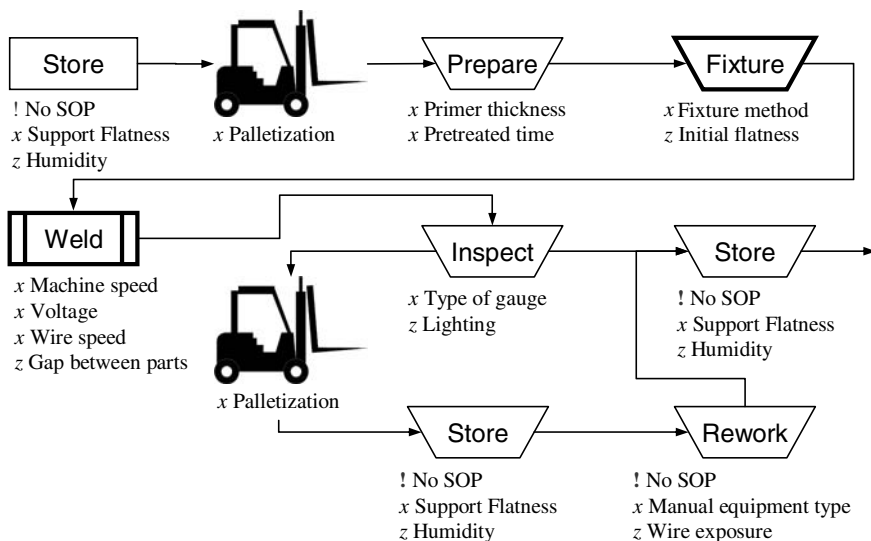 Store
! No SOP
x Support Flatness
z Humidity
x Palletization
Prepare
x Primer thickness
x Pretreated time
Fixture
x Fixture method
z Initial flatness
Weld
x Machine speed
x Voltage
x Wire speed
z Gap between parts
Inspect
x Type of gauge
z Lighting
Store
! No SOP
x Support Flatness
z Humidity
x Palletization
Store
! No SOP
x Support Flatness
z Humidity
Rework
! No SOP
x Manual equipment type
z Wire exposure